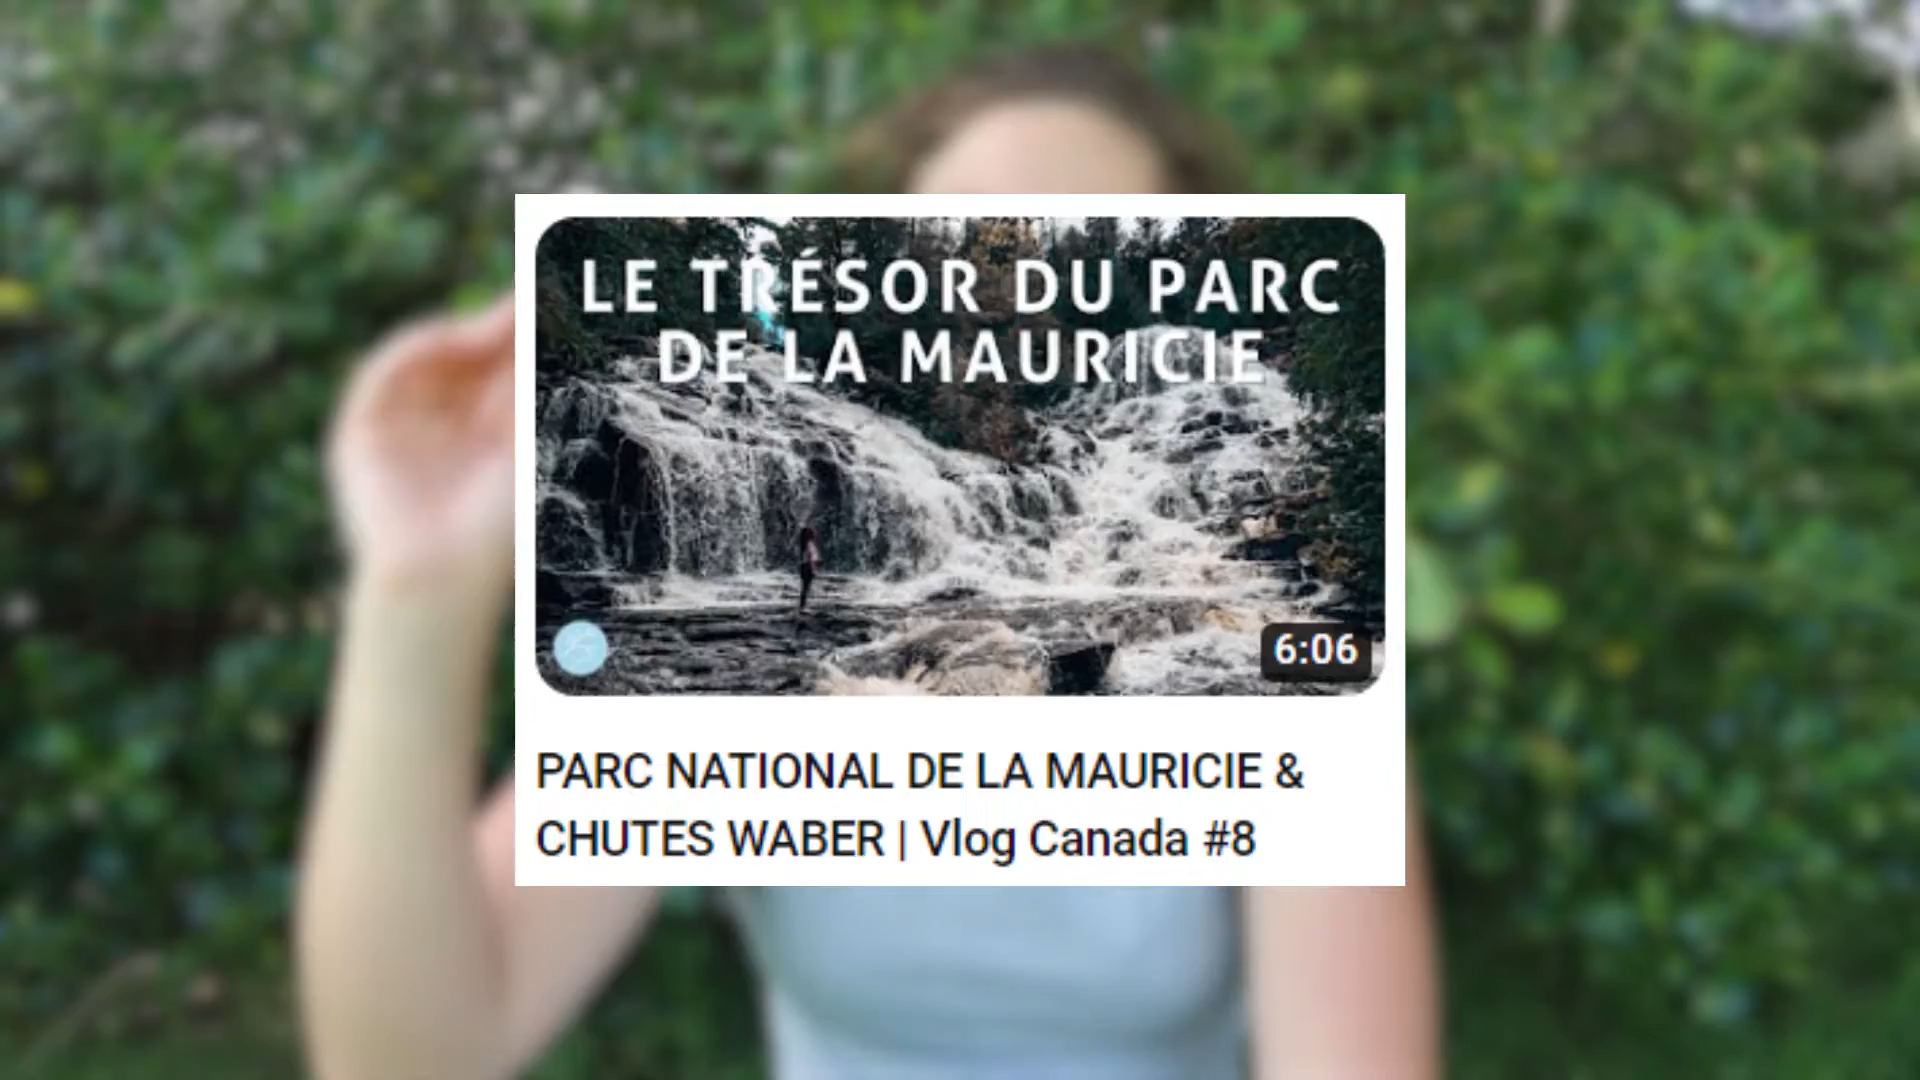 LE TRÉSOR DU PARC
DE LA MAURICIE
6:06
PARC NATIONAL DE LA MAURICIE &
CHUTES WABER | Vlog Canada #8